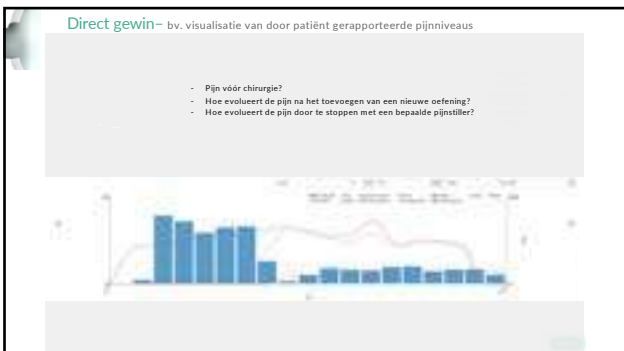 Direct gewin– bv. visualisatie van door patiënt gerapporteerde pijnniveaus
- Pijn vóór chirurgie?
- Hoe evolueert de pijn na het toevoegen van een nieuwe oefening?
- Hoe evolueert de pijn door te stoppen met een bepaalde pijnstiller?